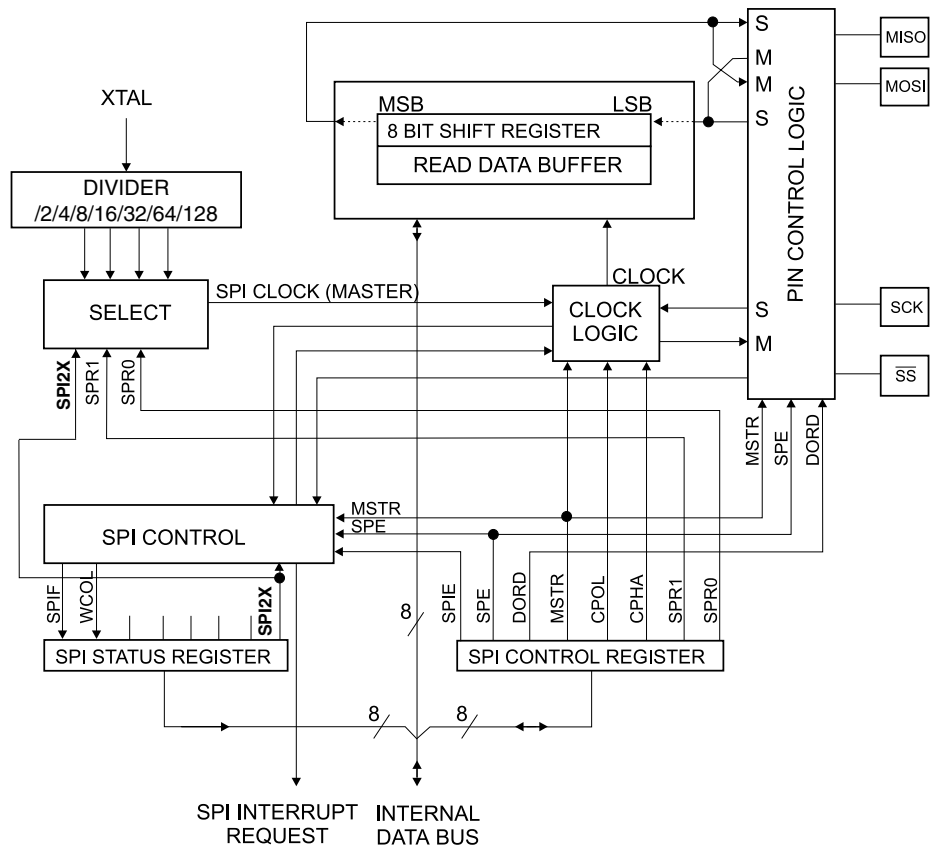 S
MISO
M
XTAL
MSB
LSB
M
MOSI
8 BIT SHIFT REGISTER
S
READ DATA BUFFER
DIVIDER
/2/4/8/16/32/64/128
PIN CONTROL LOGIC
CLOCK
SPI CLOCK (MASTER)
SELECT
CLOCK
LOGIC
S
SCK
M
SPI2X
SPR1
SPR0
SS
MSTR
SPE
DORD
MSTR
SPE
SPI CONTROL
SPIF
WCOL
SPI2X
8
SPIE
SPE
DORD
MSTR
CPOL
CPHA
SPR1
SPR0
SPI STATUS REGISTER
SPI CONTROL REGISTER
8
8
SPI INTERRUPT
REQUEST
INTERNAL
DATA BUS